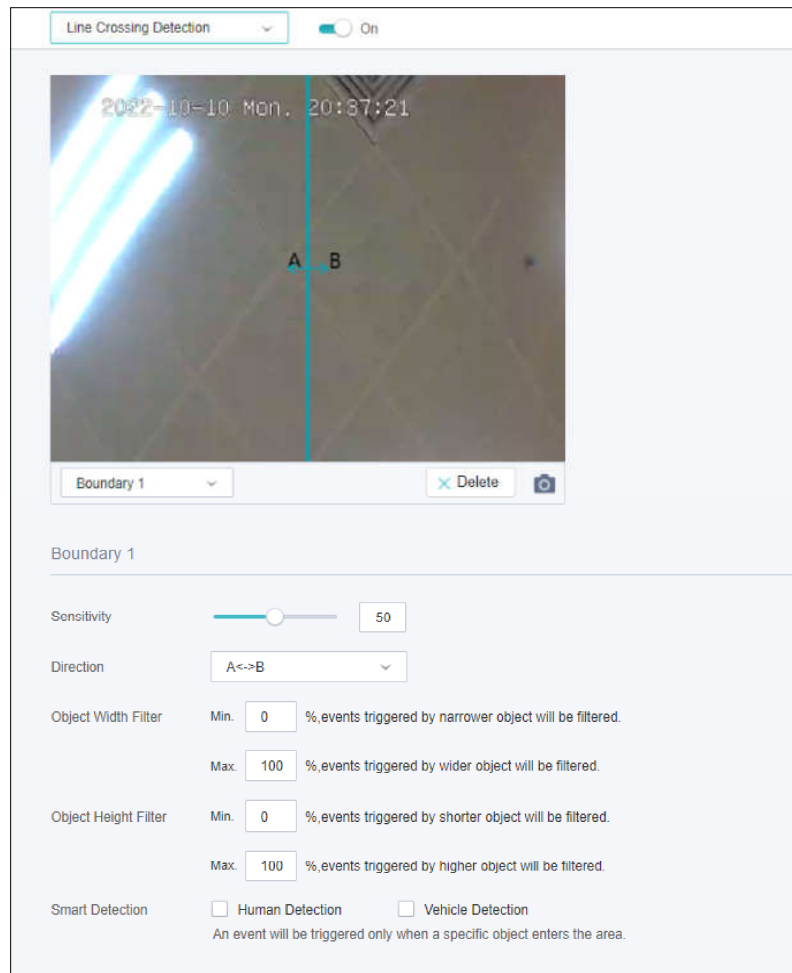 Line Crossing Detection On
2022-10-10 Mon. 20:37:21
A B
Boundary 1 Delete
Boundary 1
Sensitivity 50
Direction A<->B
Object Width Filter Min. 0 %,events triggered by narrower object will be filtered.
Max. 100 %,events triggered by wider object will be filtered.
Object Height Filter Min. 0 %,events triggered by shorter object will be filtered.
Max. 100 %,events triggered by higher object will be filtered.
Smart Detection Human Detection Vehicle Detection
An event will be triggered only when a specific object enters the area.